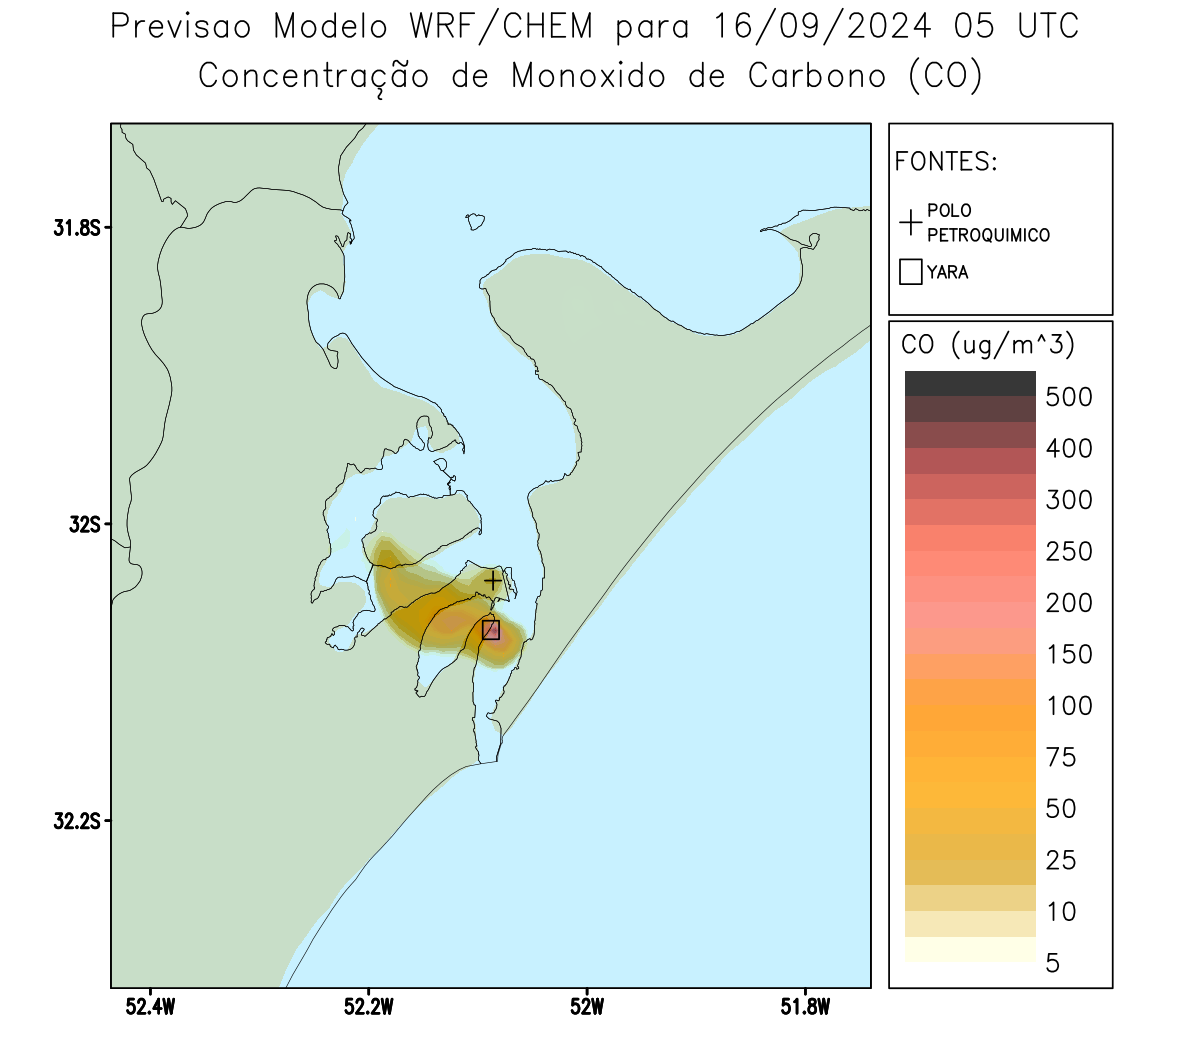 Previsao Modelo WRF/CHEM para 16/09/2024 05 UTC
Concentração de Monoxido de Carbono (CO)
FONTES:
POLO
PETROQUIMICO
YARA
CO (ug/m^3)
500
400
300
250
200
150
100
75
50
25
10
5
31.8S
32S
32.2S
52.4W
52.2W
52W
51.8W